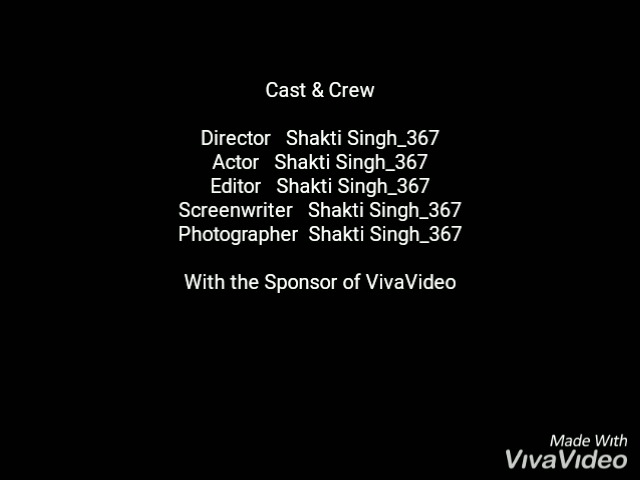 Cast & Crew
Director Shakti Singh_367
Actor Shakti Singh_367
Editor Shakti Singh_367
Screenwriter Shakti Singh_367
Photographer Shakti Singh_367
With the Sponsor of VivaVideo
Made With
VivaVideo